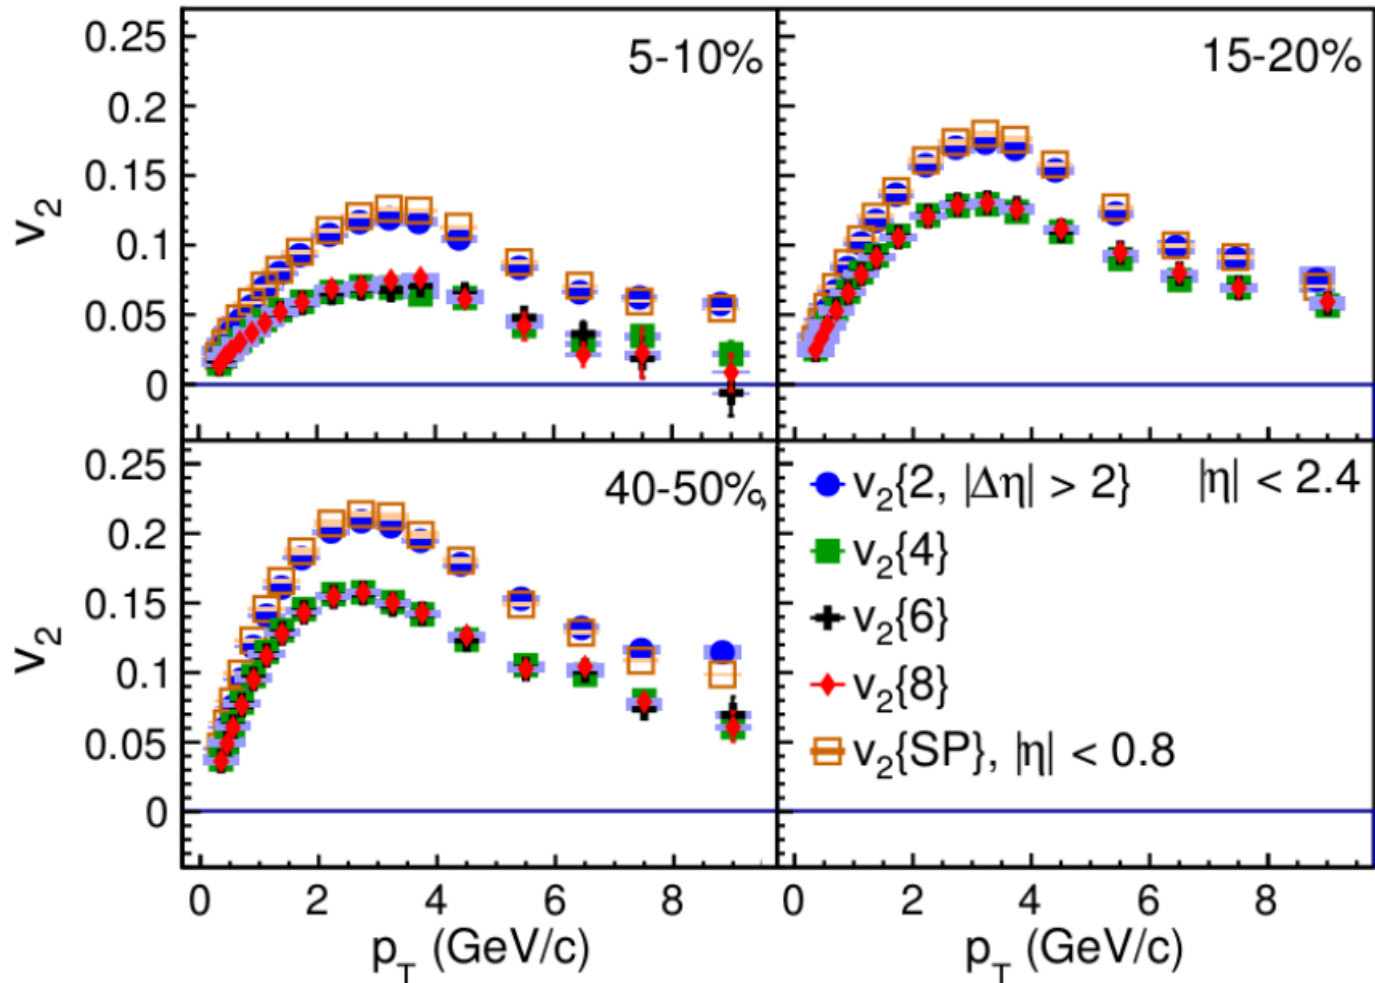 5-10%
15-20%
0.25
0.2
0.15
0.1
0.05
0
v₂
40-50%,
0.25
0.2
0.15
0.1
0.05
0
v₂
v₂{2, |Δη| > 2} |η| < 2.4
v₂{4}
v₂{6}
v₂{8}
v₂{SP}, |η| < 0.8
0 2 4 6 8
0 2 4 6 8
p_T (GeV/c)
p_T (GeV/c)